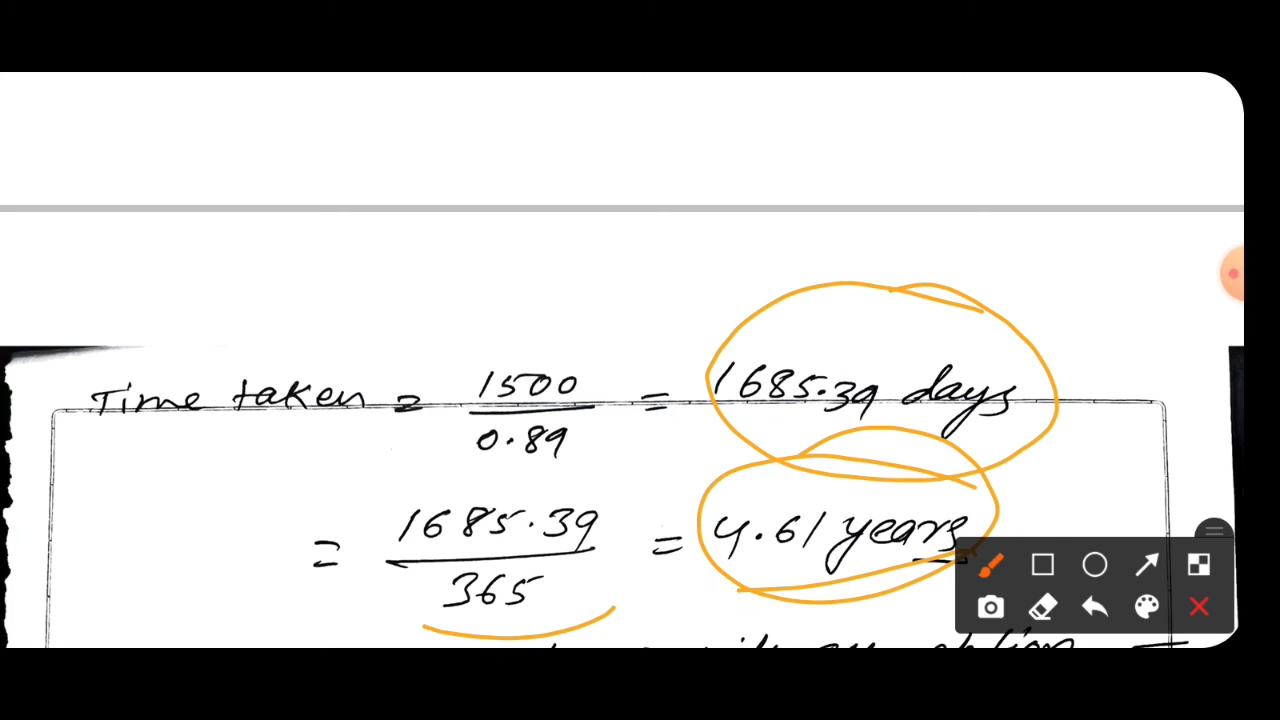 Time taken = 1500 / 0.89 = 1685.39 days
= 1685.39 / 365 = 4.61 years